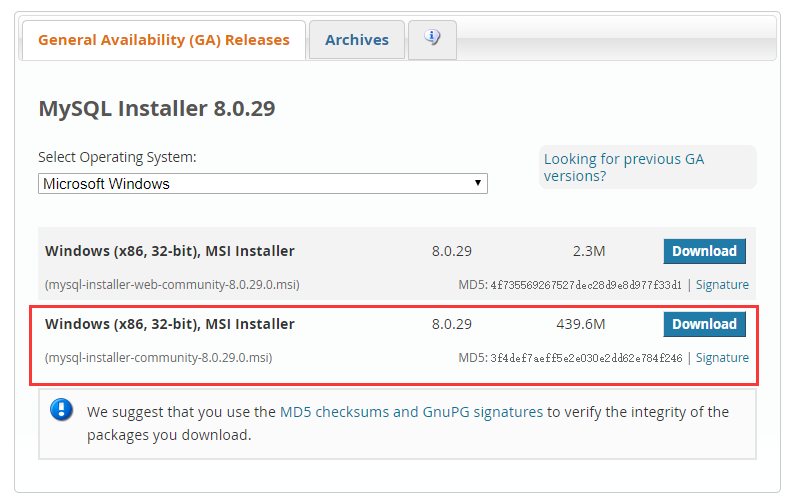 General Availability (GA) Releases
Archives
MySQL Installer 8.0.29
Select Operating System:
Looking for previous GA
versions?
Microsoft Windows
Windows (x86, 32-bit), MSI Installer 8.0.29 2.3M Download
(mysql-installer-web-community-8.0.29.0.msi) MD5: 4f735569267527dec28d9e8d977f33d1 | Signature
Windows (x86, 32-bit), MSI Installer 8.0.29 439.6M Download
(mysql-installer-community-8.0.29.0.msi) MD5: 3f4def7aeff5e2e030e2dd62e784f246 | Signature
We suggest that you use the MD5 checksums and GnuPG signatures to verify the integrity of the
packages you download.